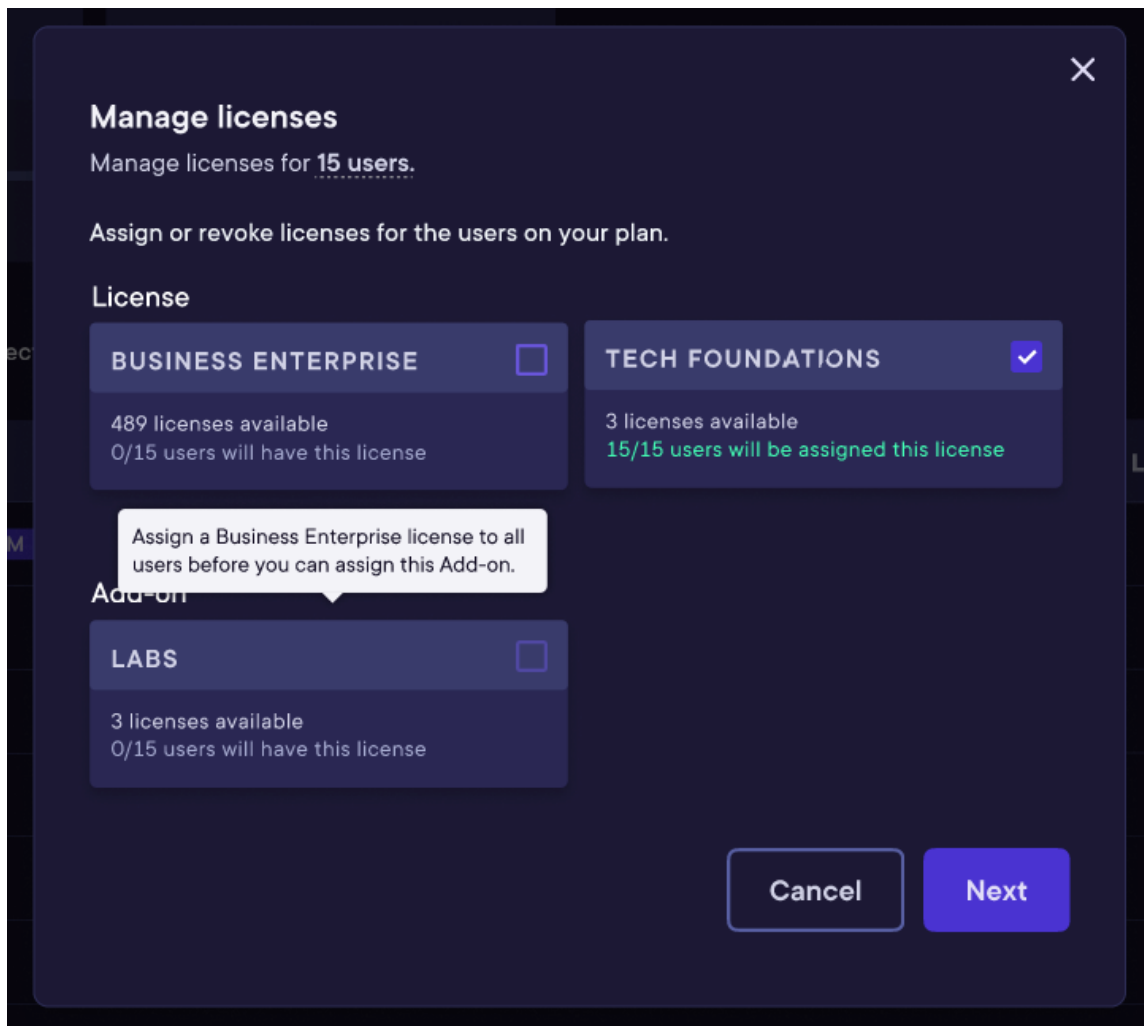 Manage licenses
Manage licenses for 15 users.
Assign or revoke licenses for the users on your plan.
License
BUSINESS ENTERPRISE
489 licenses available
0/15 users will have this license
TECH FOUNDATIONS
3 licenses available
15/15 users will be assigned this license
Assign a Business Enterprise license to all
users before you can assign this Add-on.
Add-on
LABS
3 licenses available
0/15 users will have this license
Cancel
Next